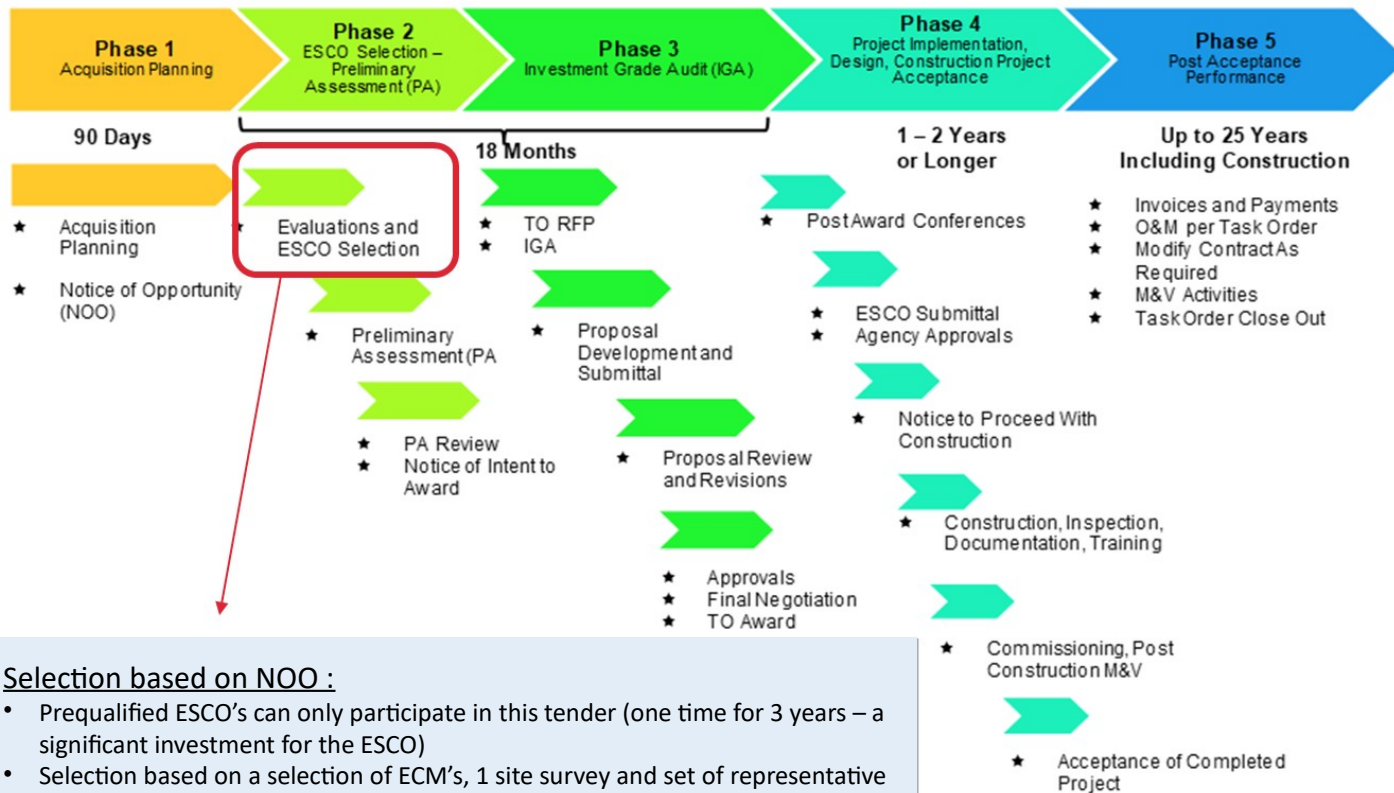 Phase 1
Acquisition Planning
Phase 2
ESCO Selection –
Preliminary
Assessment (PA)
Phase 3
Investment Grade Audit (IGA)
Phase 4
Project Implementation,
Design, Construction Project
Acceptance
Phase 5
Post Acceptance
Performance
90 Days
★ Acquisition
Planning
★ Notice of Opportunity
(NOO)
18 Months
★ Evaluations and
ESCO Selection
★ Preliminary
Assessment (PA
★ PA Review
★ Notice of Intent to
Award
★ TO RFP
★ IGA
★ Proposal
Development and
Submittal
★ Proposal Review
and Revisions
★ Approvals
★ Final Negotiation
★ TO Award
1 – 2 Years
or Longer
★ Post Award Conferences
★ ESCO Submittal
★ Agency Approvals
★ Notice to Proceed With
Construction
★ Construction, Inspection,
Documentation, Training
★ Commissioning, Post
Construction M&V
★ Acceptance of Completed
Project
Up to 25 Years
Including Construction
★ Invoices and Payments
★ O&M per Task Order
★ Modify Contract As
Required
★ M&V Activities
★ Task Order Close Out
Selection based on NOO :
• Prequalified ESCO's can only participate in this tender (one time for 3 years – a
significant investment for the ESCO)
• Selection based on a selection of ECM's, 1 site survey and set of representative